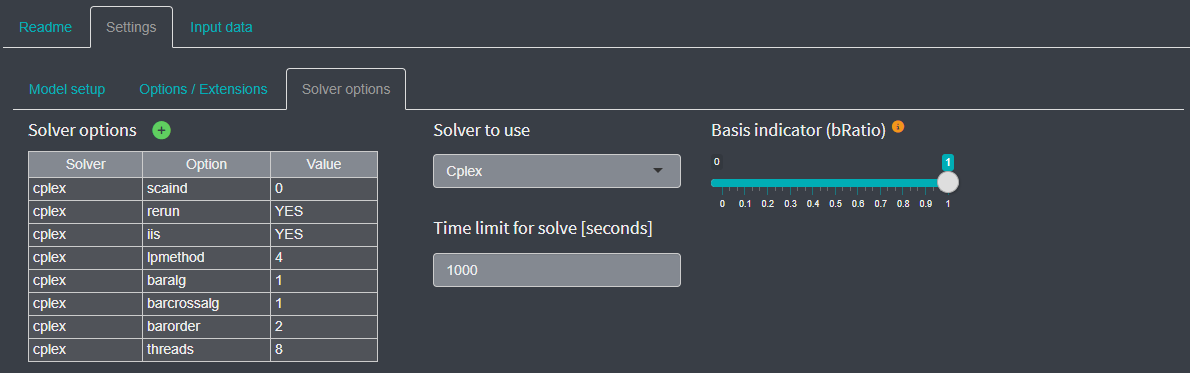 Readme Settings Input data
Model setup Options / Extensions Solver options
Solver options +
Solver Option Value
cplex scaind 0
cplex rerun YES
cplex iis YES
cplex lpmethod 4
cplex baralg 1
cplex barcrossalg 1
cplex barorder 2
cplex threads 8
Solver to use
Cplex
Time limit for solve [seconds]
1000
Basis indicator (bRatio) i
0 1
0 0.1 0.2 0.3 0.4 0.5 0.6 0.7 0.8 0.9 1